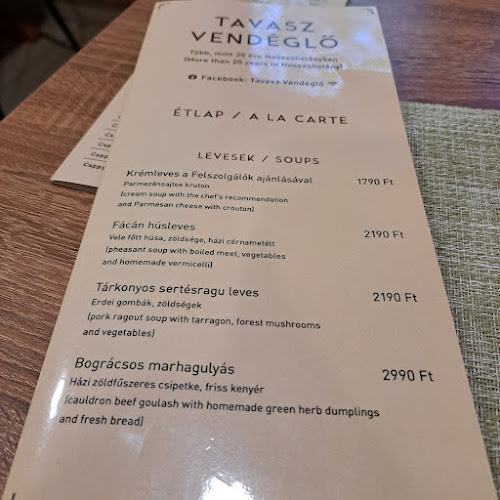 TAVASZ
VENDÉGLŐ
Több, mint 20 éve Hosszúhetényben
(More than 20 years in Hosszúhetény)
Facebook: Tavasz Vendéglő
ÉTLAP / A LA CARTE
LEVESEK / SOUPS
Krémleves a Felszolgálók ajánlásával 1790 Ft
Parmezánsajtos kruton
(cream soup with the chef's recommendation
and Parmesan cheese with crouton)
Fácán húsleves 2190 Ft
Vele főtt húsa, zöldsége, házi cérnametélt
(pheasant soup with boiled meet, vegetables
and homemade vermicelli)
Tárkonyos sertésragu leves 2190 Ft
Erdei gombák, zöldségek
(pork ragout soup with tarragon, forest mushrooms
and vegetables)
Bográcsos marhagulyás 2990 Ft
Házi zöldfűszeres csipetke, friss kenyér
(cauldron beef goulash with homemade green herb dumplings
and fresh bread)